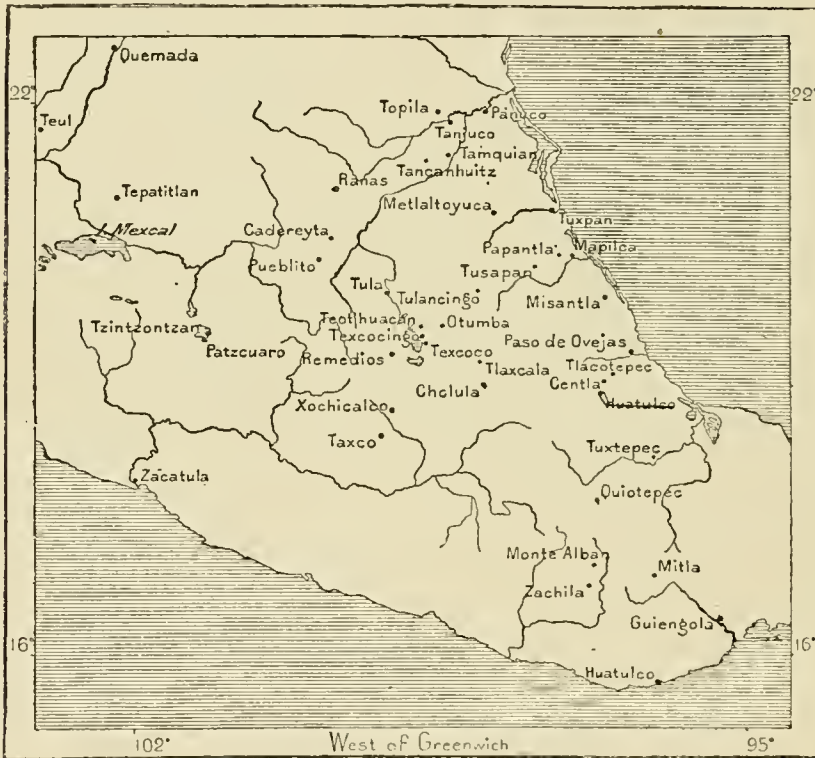 Quemada
22°
22°
Topila
Panuco
Teul
Tanjuco
Tamquian
Tancanhuitz
Ranas
Tepatitlan
Metlaltoyuca
Tuxpan
I. Mexcal
Cadereyta
Papantla
Mapilca
Pueblito
Tusapan
Tula
Tulancingo
Misantla
Tzintzontzan
Teotihuacan
Otumba
Patzcuaro
Texcocingo
Texcoco
Paso de Ovejas
Remedios
Tlaxcala
Tlacotepec
Cholula
Centla
Huatulco
Xochicalco
Taxco
Tuxtepec
Zacatula
Quiotepec
Monte Alban
Mitla
Zachila
Guiengola
16°
16°
Huatulco
102°
West of Greenwich
95°